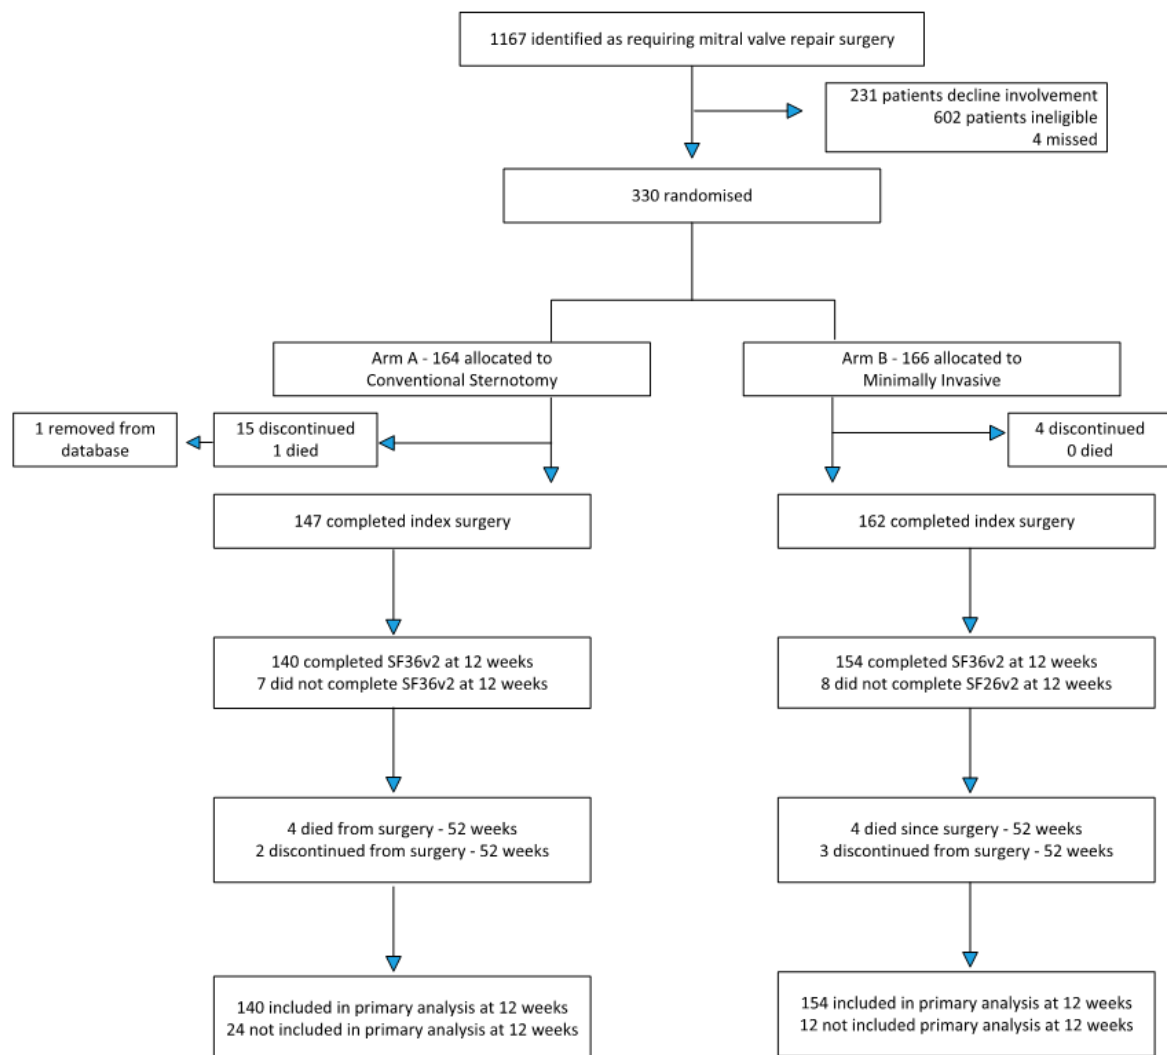 1167 identified as requiring mitral valve repair surgery
231 patients decline involvement
602 patients ineligible
4 missed
330 randomised
Arm A - 164 allocated to
Conventional Sternotomy
Arm B - 166 allocated to
Minimally Invasive
1 removed from
database
15 discontinued
1 died
4 discontinued
0 died
147 completed index surgery
162 completed index surgery
140 completed SF36v2 at 12 weeks
7 did not complete SF36v2 at 12 weeks
154 completed SF36v2 at 12 weeks
8 did not complete SF26v2 at 12 weeks
4 died from surgery - 52 weeks
2 discontinued from surgery - 52 weeks
4 died since surgery - 52 weeks
3 discontinued from surgery - 52 weeks
140 included in primary analysis at 12 weeks
24 not included in primary analysis at 12 weeks
154 included in primary analysis at 12 weeks
12 not included primary analysis at 12 weeks